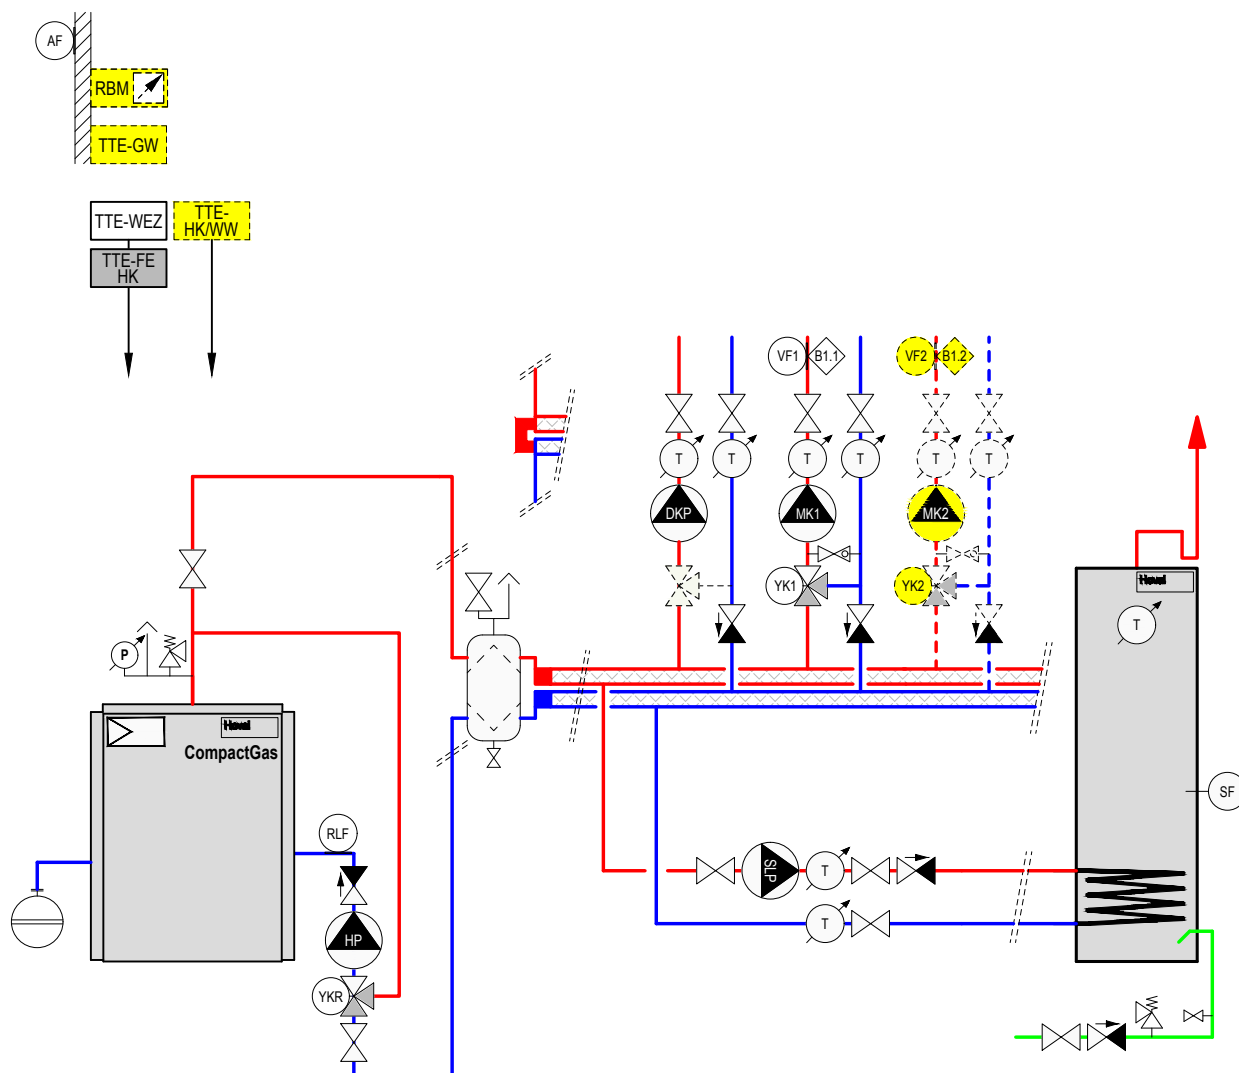 AF
RBM
TTE-GW
TTE-WEZ
TTE-
HK/WW
TTE-FE
HK
VF1
B1.1
VF2
B1.2
T
T
T
T
T
T
DKP
MK1
MK2
YK1
YK2
Hoval
T
P
Hoval
CompactGas
SF
RLF
SLP
T
T
HP
YKR